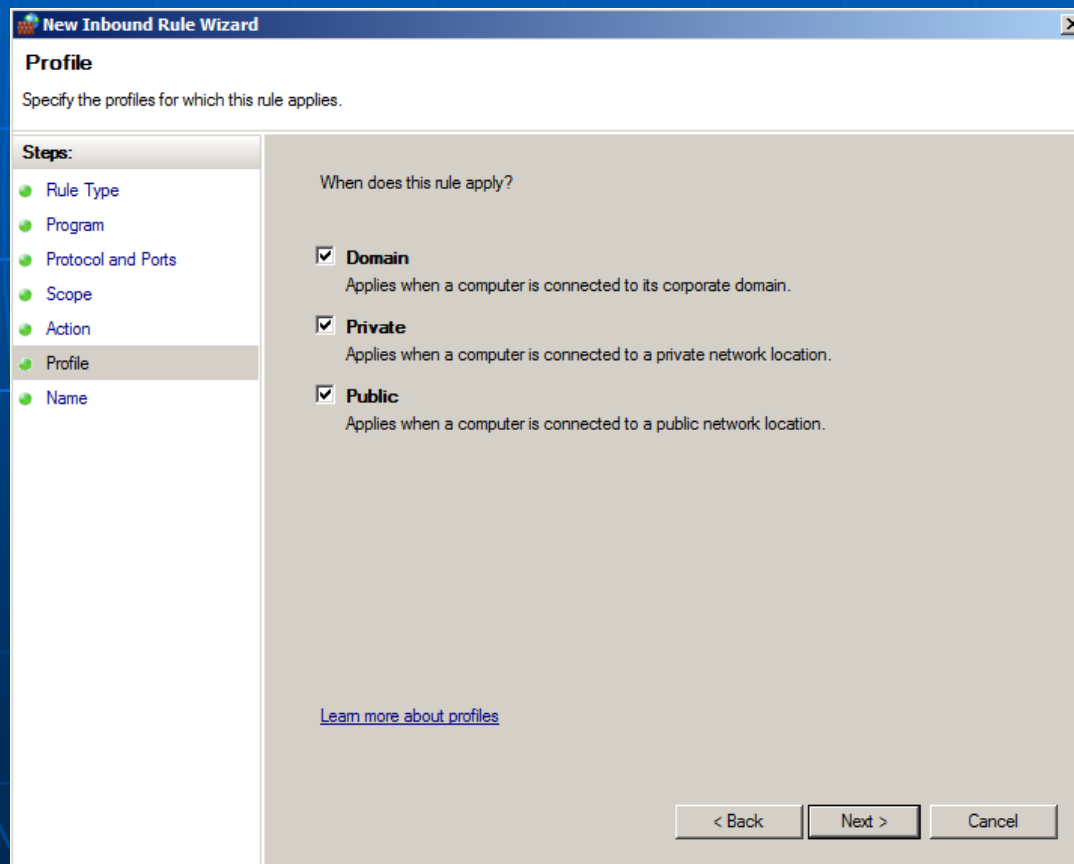 New Inbound Rule Wizard
Profile
Specify the profiles for which this rule applies.
Steps:
Rule Type
Program
Protocol and Ports
Scope
Action
Profile
Name
When does this rule apply?
Domain
Applies when a computer is connected to its corporate domain.
Private
Applies when a computer is connected to a private network location.
Public
Applies when a computer is connected to a public network location.
Learn more about profiles
< Back
Next >
Cancel